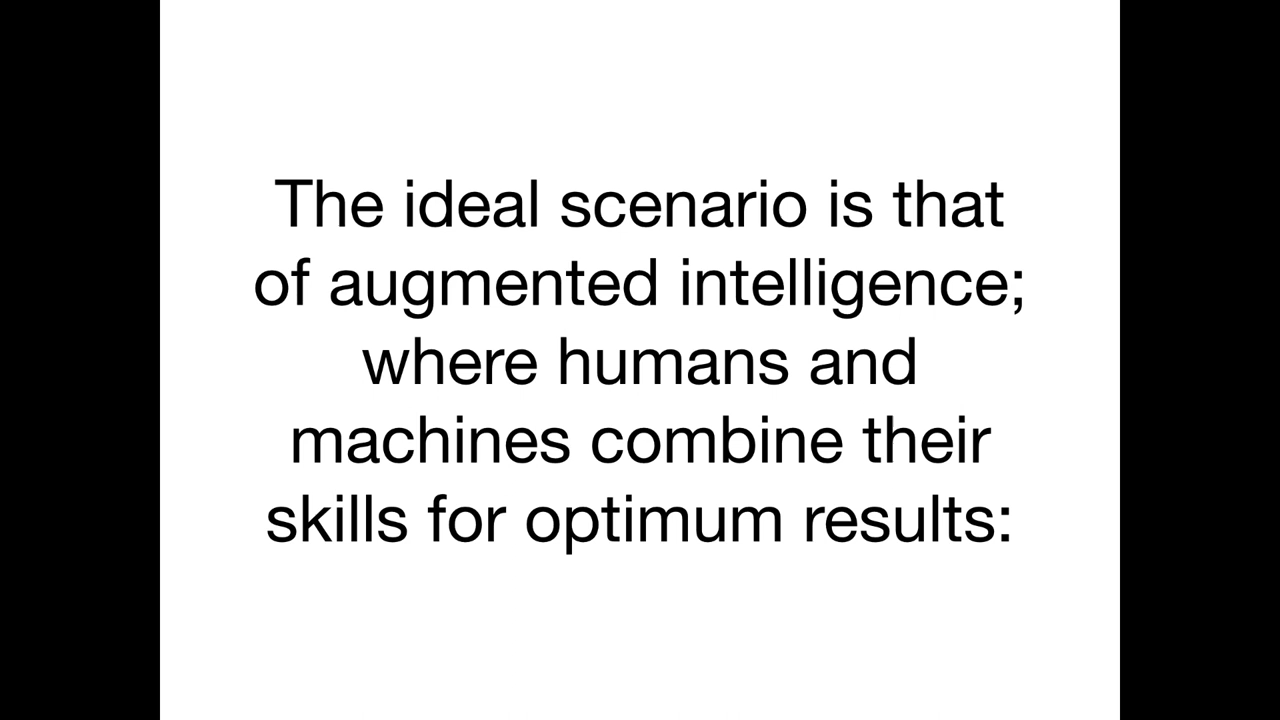 The ideal scenario is that
of augmented intelligence;
where humans and
machines combine their
skills for optimum results: